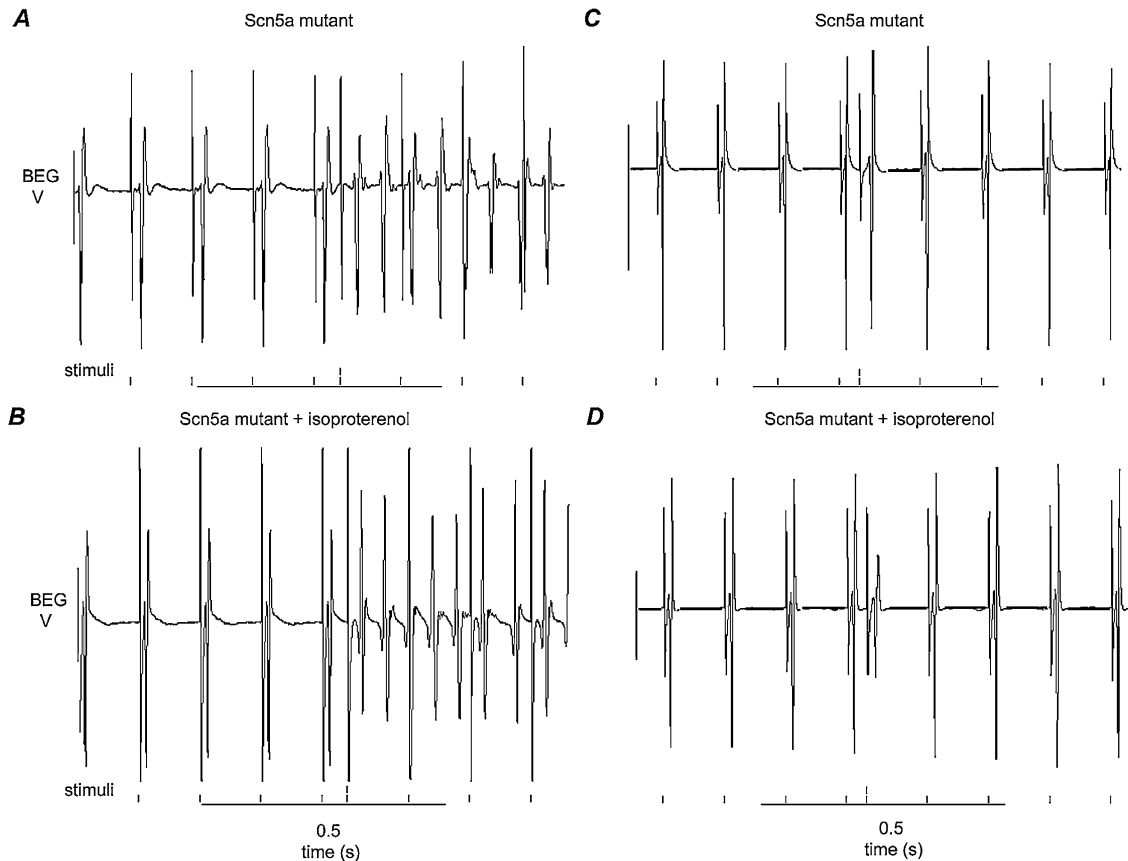 A
Scn5a mutant
BEG
V
stimuli
B
Scn5a mutant + isoproterenol
BEG
V
stimuli
0.5
time (s)
C
Scn5a mutant
D
Scn5a mutant + isoproterenol
0.5
time (s)